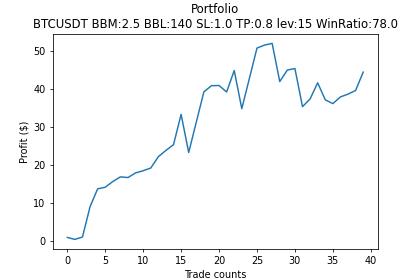 Portfolio
BTCUSDT BBM:2.5 BBL:140 SL:1.0 TP:0.8 lev:15 WinRatio:78.0
50
40
30
20
10
0
Profit ($)
0 5 10 15 20 25 30 35 40
Trade counts